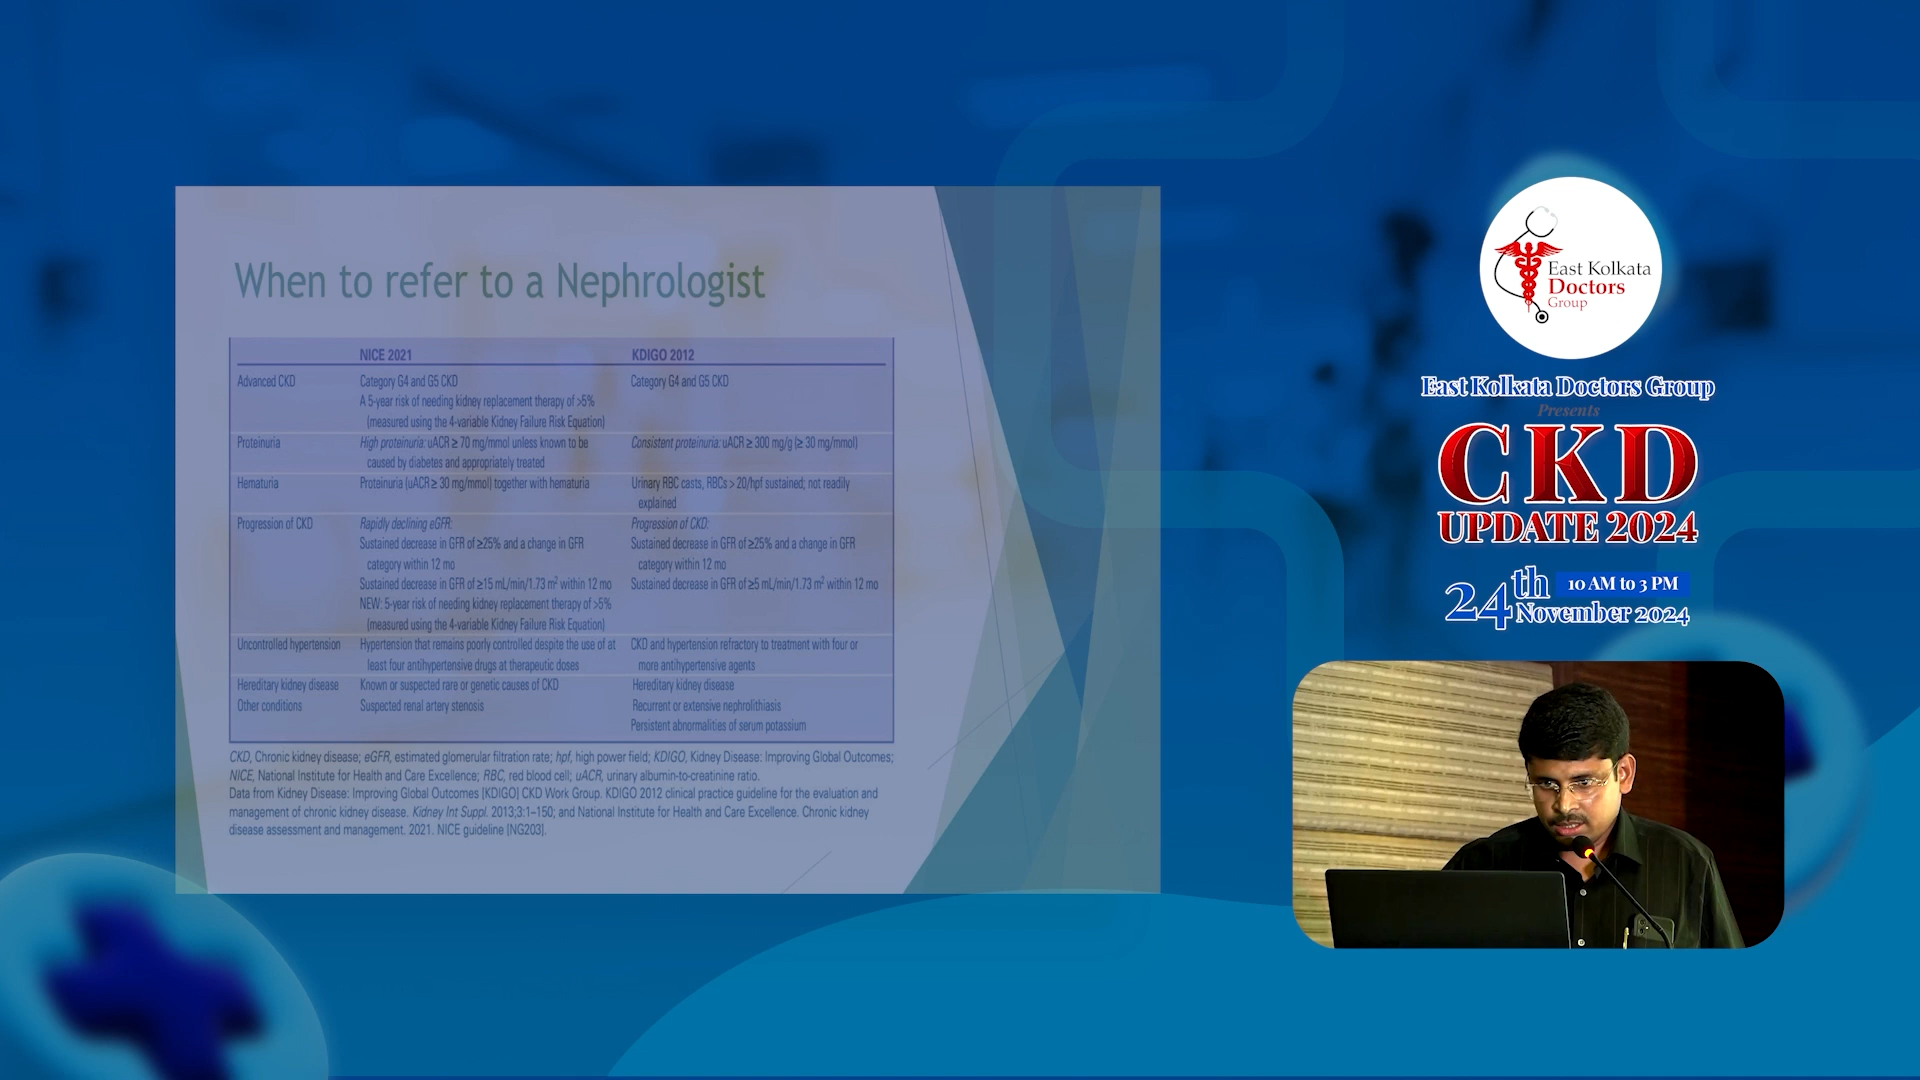 When to refer to a Nephrologist
NICE 2021 KDIGO 2012
Advanced CKD Category G4 and G5 CKD Category G4 and G5 CKD
A 5-year risk of needing kidney replacement therapy of >5%
(measured using the 4-variable Kidney Failure Risk Equation)
Proteinuria High proteinuria: uACR ≥ 70 mg/mmol unless known to be Consistent proteinuria: uACR ≥ 300 mg/g (≥ 30 mg/mmol)
caused by diabetes and appropriately treated
Hematuria Proteinuria (uACR ≥ 30 mg/mmol) together with hematuria Urinary RBC casts, RBCs > 20/hpf sustained; not readily
explained
Progression of CKD Rapidly declining eGFR: Progression of CKD:
Sustained decrease in GFR of ≥25% and a change in GFR Sustained decrease in GFR of ≥25% and a change in GFR
category within 12 mo category within 12 mo
Sustained decrease in GFR of ≥15 mL/min/1.73 m² within 12 mo Sustained decrease in GFR of ≥5 mL/min/1.73 m² within 12 mo
NEW: 5-year risk of needing kidney replacement therapy of >5%
(measured using the 4-variable Kidney Failure Risk Equation)
Uncontrolled hypertension Hypertension that remains poorly controlled despite the use of at CKD and hypertension refractory to treatment with four or
least four antihypertensive drugs at therapeutic doses more antihypertensive agents
Hereditary kidney disease Known or suspected rare or genetic causes of CKD Hereditary kidney disease
Other conditions Suspected renal artery stenosis Recurrent or extensive nephrolithiasis
Persistent abnormalities of serum potassium
CKD, Chronic kidney disease; eGFR, estimated glomerular filtration rate; hpf, high power field; KDIGO, Kidney Disease: Improving Global Outcomes;
NICE, National Institute for Health and Care Excellence; RBC, red blood cell; uACR, urinary albumin-to-creatinine ratio.
Data from Kidney Disease: Improving Global Outcomes [KDIGO] CKD Work Group. KDIGO 2012 clinical practice guideline for the evaluation and
management of chronic kidney disease. Kidney Int Suppl. 2013;3:1–150; and National Institute for Health and Care Excellence. Chronic kidney
disease assessment and management. 2021. NICE guideline [NG203].
East Kolkata
Doctors
Group
East Kolkata Doctors Group
Presents
CKD
UPDATE 2024
24th 10 AM to 3 PM
November 2024